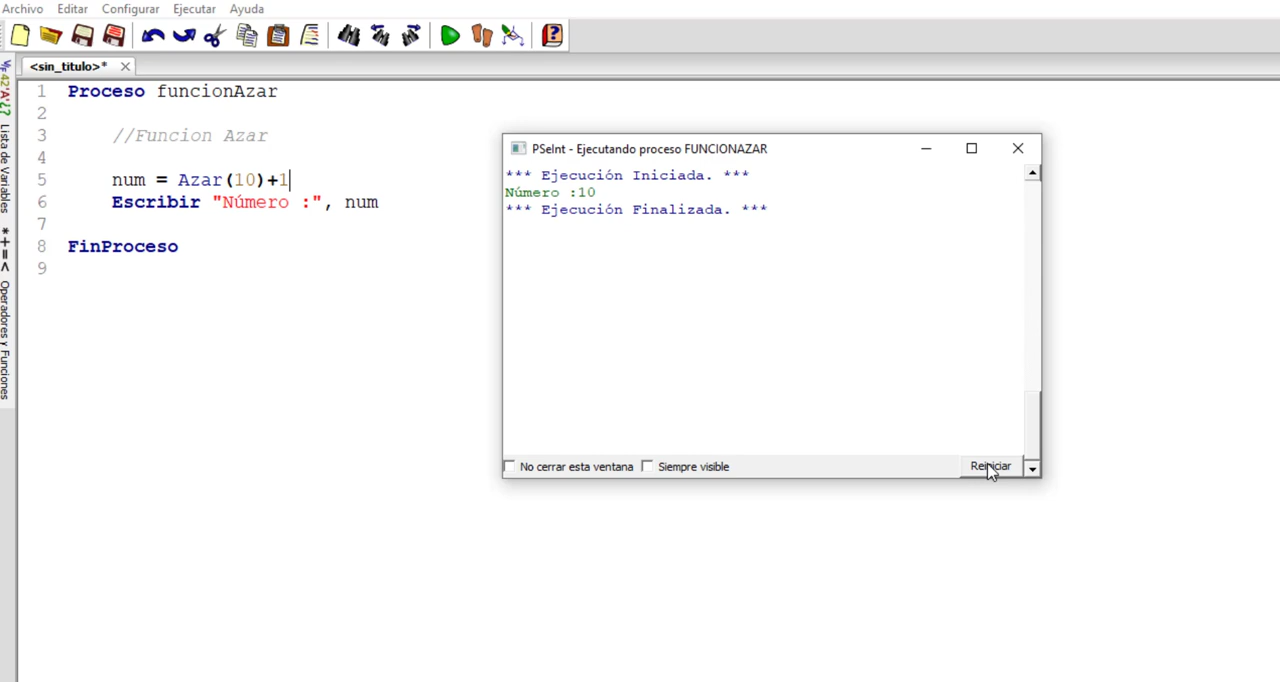 Archivo Editar Configurar Ejecutar Ayuda
<sin_titulo>*
1 Proceso funcionAzar
2
3 //Funcion Azar
4
5 num = Azar(10)+1
6 Escribir "Número :", num
7
8 FinProceso
9
PSeInt - Ejecutando proceso FUNCIONAZAR
*** Ejecución Iniciada. ***
Número :10
*** Ejecución Finalizada. ***
No cerrar esta ventana Siempre visible Reiniciar
Lista de Variables
*+=< Operadores y Funciones